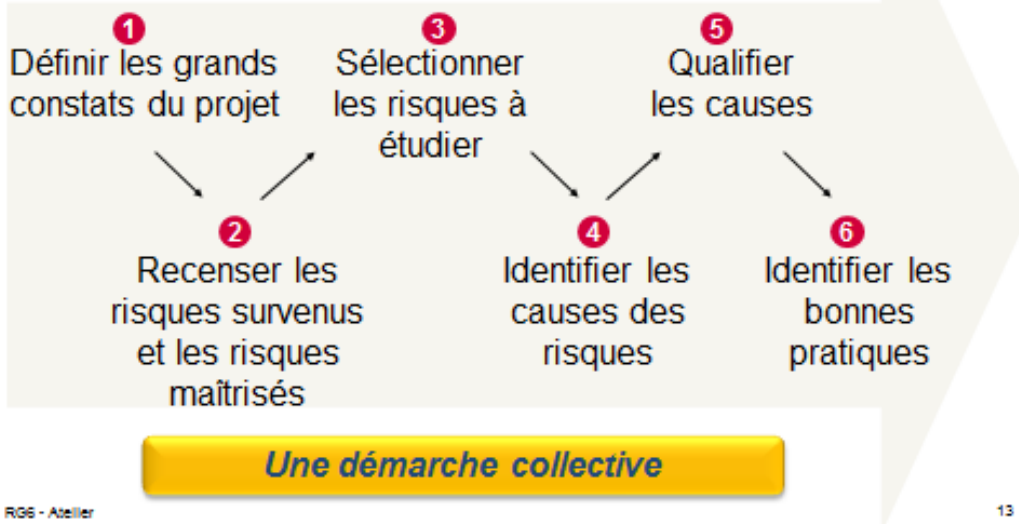 1
Définir les grands
constats du projet
2
Recenser les
risques survenus
et les risques
maîtrisés
3
Sélectionner
les risques à
étudier
4
Identifier les
causes des
risques
5
Qualifier
les causes
6
Identifier les
bonnes
pratiques
Une démarche collective
RG6 - Atelier
13